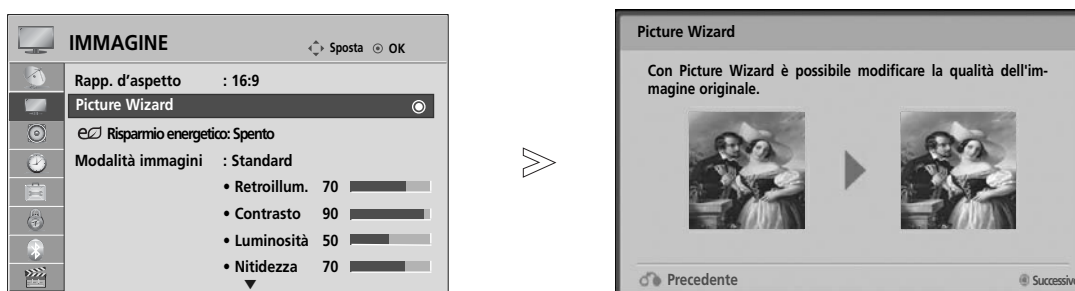 IMMAGINE
Sposta OK
Rapp. d'aspetto : 16:9
Picture Wizard
Risparmio energetico: Spento
Modalità immagini : Standard
• Retroillum. 70
• Contrasto 90
• Luminosità 50
• Nitidezza 70
Picture Wizard
Con Picture Wizard è possibile modificare la qualità dell'im-
magine originale.
Precedente
Successivo